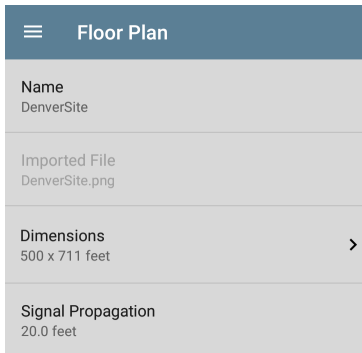 Floor Plan
Name
DenverSite
Imported File
DenverSite.png
Dimensions
500 x 711 feet
Signal Propagation
20.0 feet